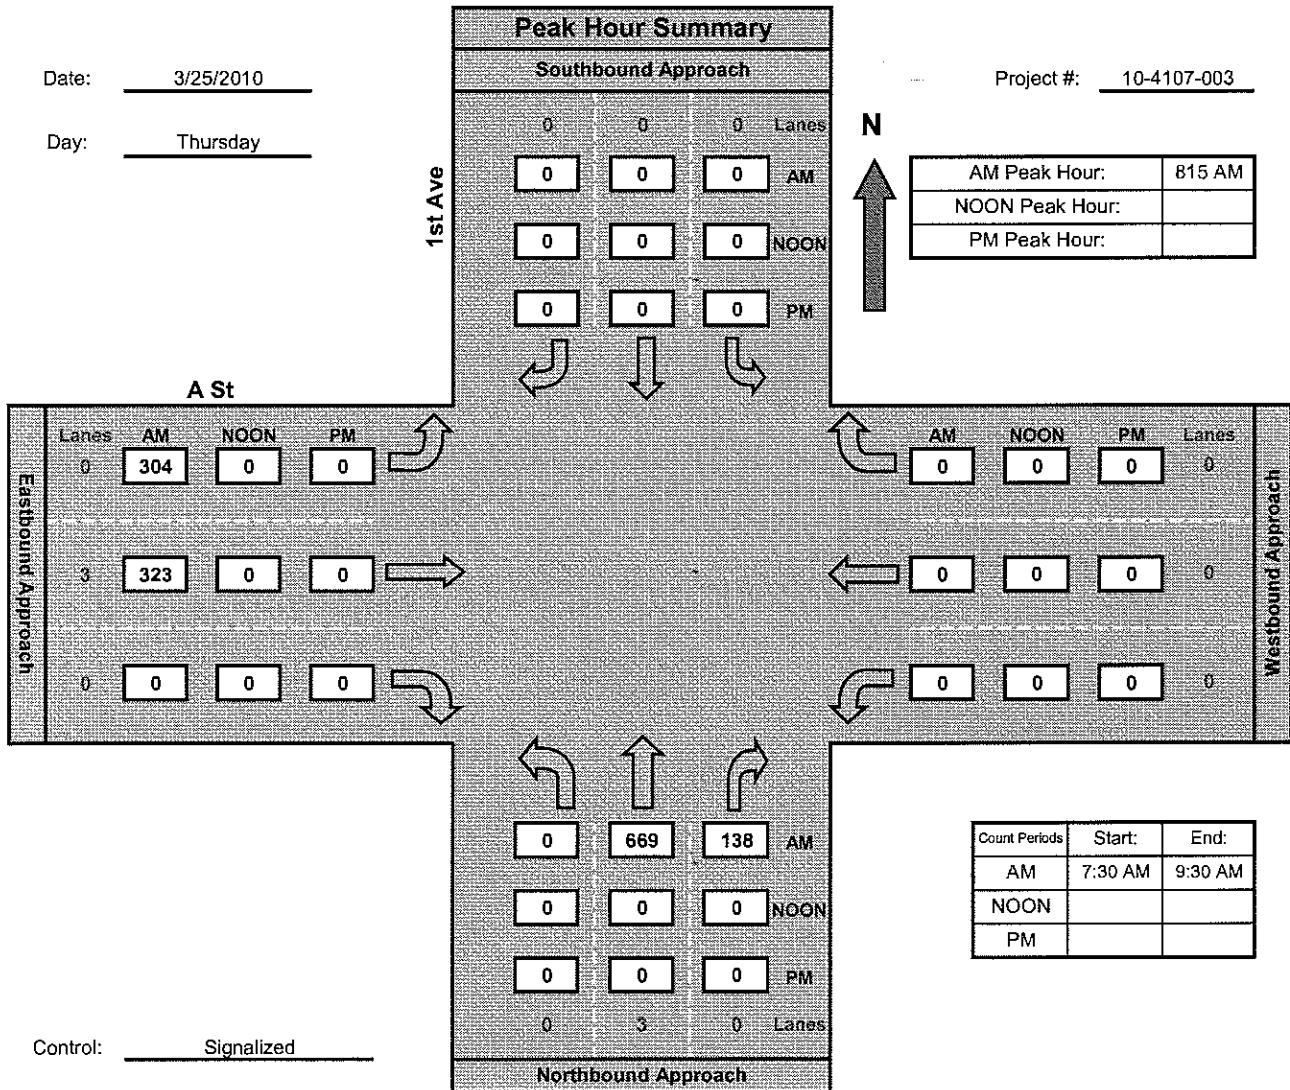 Peak Hour Summary
Southbound Approach
Date: 3/25/2010
Project #: 10-4107-003
Day: Thursday
N
0 0 0 Lanes
0 0 0 AM
0 0 0 NOON
0 0 0 PM
1st Ave
AM Peak Hour: 815 AM
NOON Peak Hour:
PM Peak Hour:
A St
Eastbound Approach
Lanes AM NOON PM
0 304 0 0
3 323 0 0
0 0 0 0
AM NOON PM Lanes
0 0 0 0
0 0 0 0
0 0 0 0
Westbound Approach
0 669 138 AM
0 0 0 NOON
0 0 0 PM
0 3 0 Lanes
Northbound Approach
Count Periods Start: End:
AM 7:30 AM 9:30 AM
NOON
PM
Control: Signalized